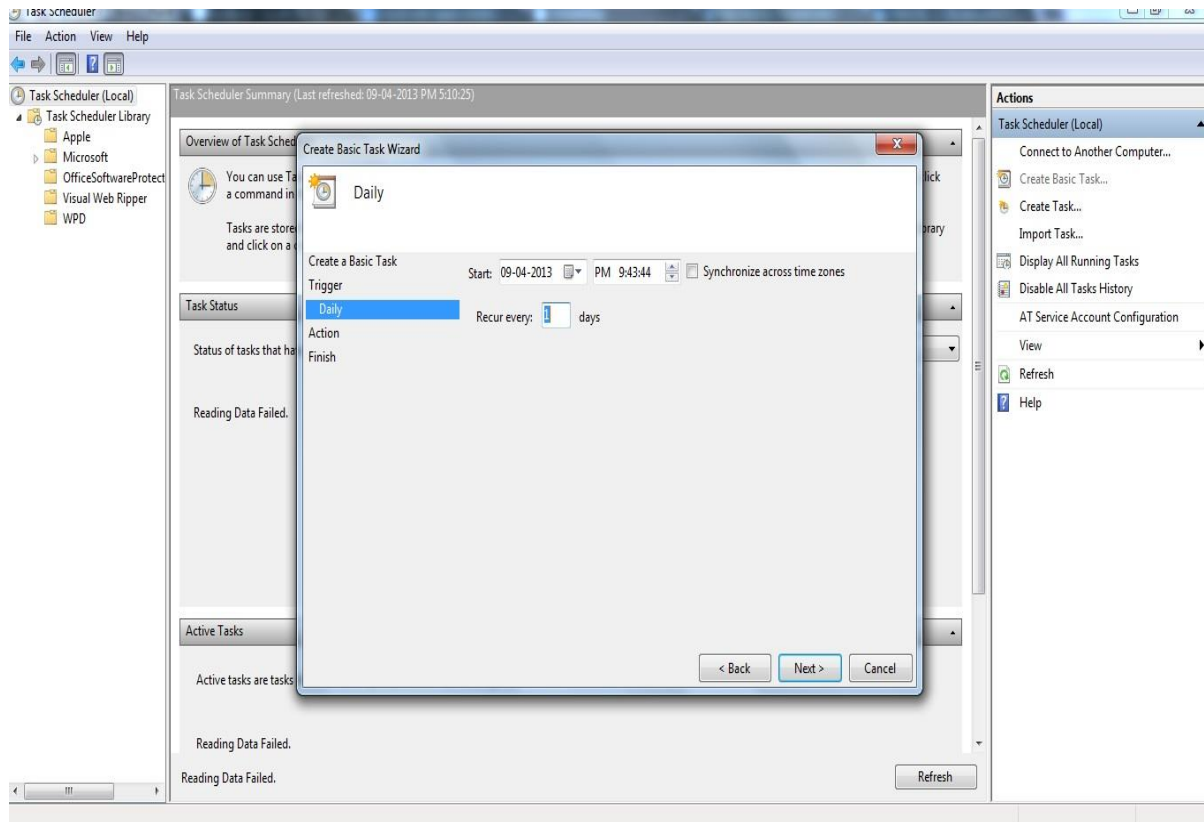 Task Scheduler
File Action View Help
Task Scheduler (Local)
Task Scheduler Library
Apple
Microsoft
OfficeSoftwareProtect
Visual Web Ripper
WPD
Task Scheduler Summary (Last refreshed: 09-04-2013 PM 5:10:25)
Overview of Task Sched
You can use Ta
a command in
Tasks are store
and click on a
lick
brary
Task Status
Status of tasks that ha
Reading Data Failed.
Active Tasks
Active tasks are tasks
Reading Data Failed.
Reading Data Failed.
Refresh
Create Basic Task Wizard
Daily
Create a Basic Task
Trigger
Daily
Action
Finish
Start: 09-04-2013 PM 9:43:44 Synchronize across time zones
Recur every: 1 days
< Back Next > Cancel
Actions
Task Scheduler (Local)
Connect to Another Computer...
Create Basic Task...
Create Task...
Import Task...
Display All Running Tasks
Disable All Tasks History
AT Service Account Configuration
View
Refresh
Help